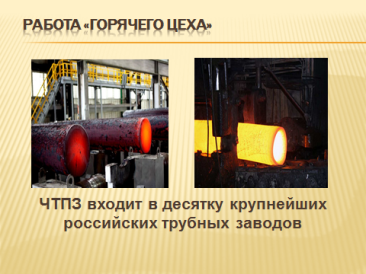 РАБОТА «ГОРЯЧЕГО ЦЕХА»
ЧТПЗ входит в десятку крупнейших
российских трубных заводов